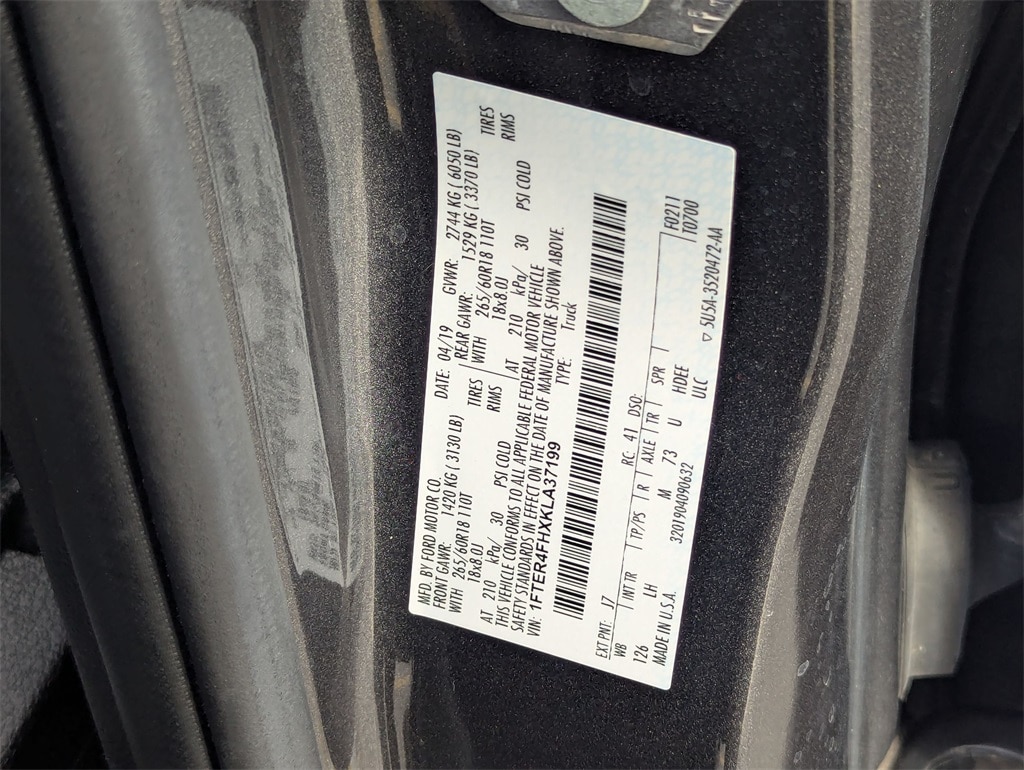 MFD. BY FORD MOTOR CO. DATE: 04/19 GVWR: 2744 KG ( 6050 LB)
FRONT GAWR: 1420 KG ( 3130 LB) REAR GAWR: 1529 KG ( 3370 LB)
WITH 265/60R18 110T TIRES WITH 265/60R18 110T TIRES
18x8.0J RIMS 18x8.0J RIMS
AT 210 kPa/ 30 PSI COLD AT 210 kPa/ 30 PSI COLD
THIS VEHICLE CONFORMS TO ALL APPLICABLE FEDERAL MOTOR VEHICLE
SAFETY STANDARDS IN EFFECT ON THE DATE OF MANUFACTURE SHOWN ABOVE.
VIN: 1FTER4FHXKLA37199 TYPE: Truck
EXT PNT: J7 RC: 41 DSO: F0211
WB INT TR TP/PS R AXLE TR SPR T0700
126 LH M 73 U HDEE
MADE IN U.S.A. 3201904090632 ULC ▽ 5U5A-3520472-AA